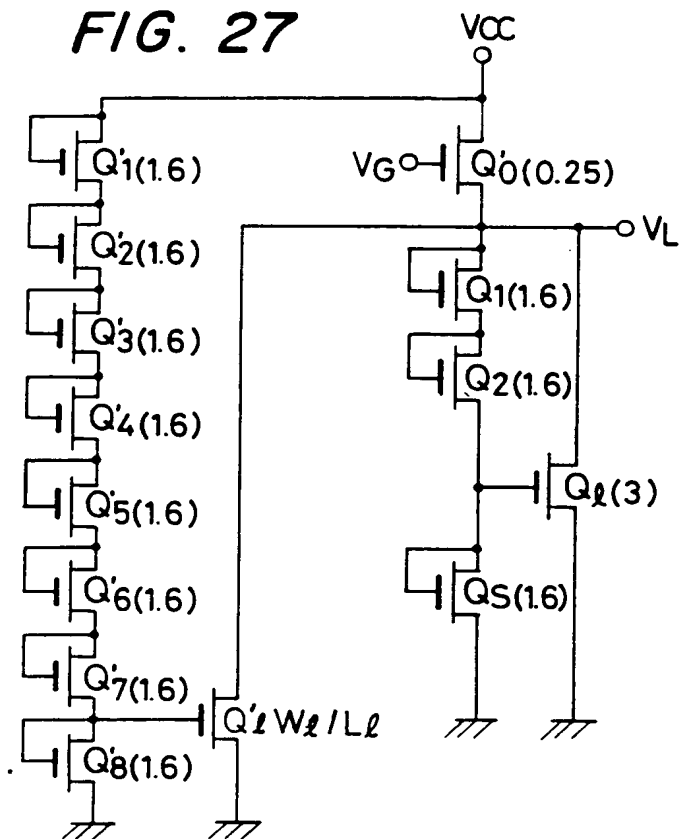 FIG. 27
VCC
Q'1(1.6)
VG
Q'0(0.25)
Q'2(1.6)
VL
Q1(1.6)
Q'3(1.6)
Q2(1.6)
Q'4(1.6)
Q'5(1.6)
Qℓ(3)
Q'6(1.6)
QS(1.6)
Q'7(1.6)
Q'ℓ Wℓ/Lℓ
Q'8(1.6)